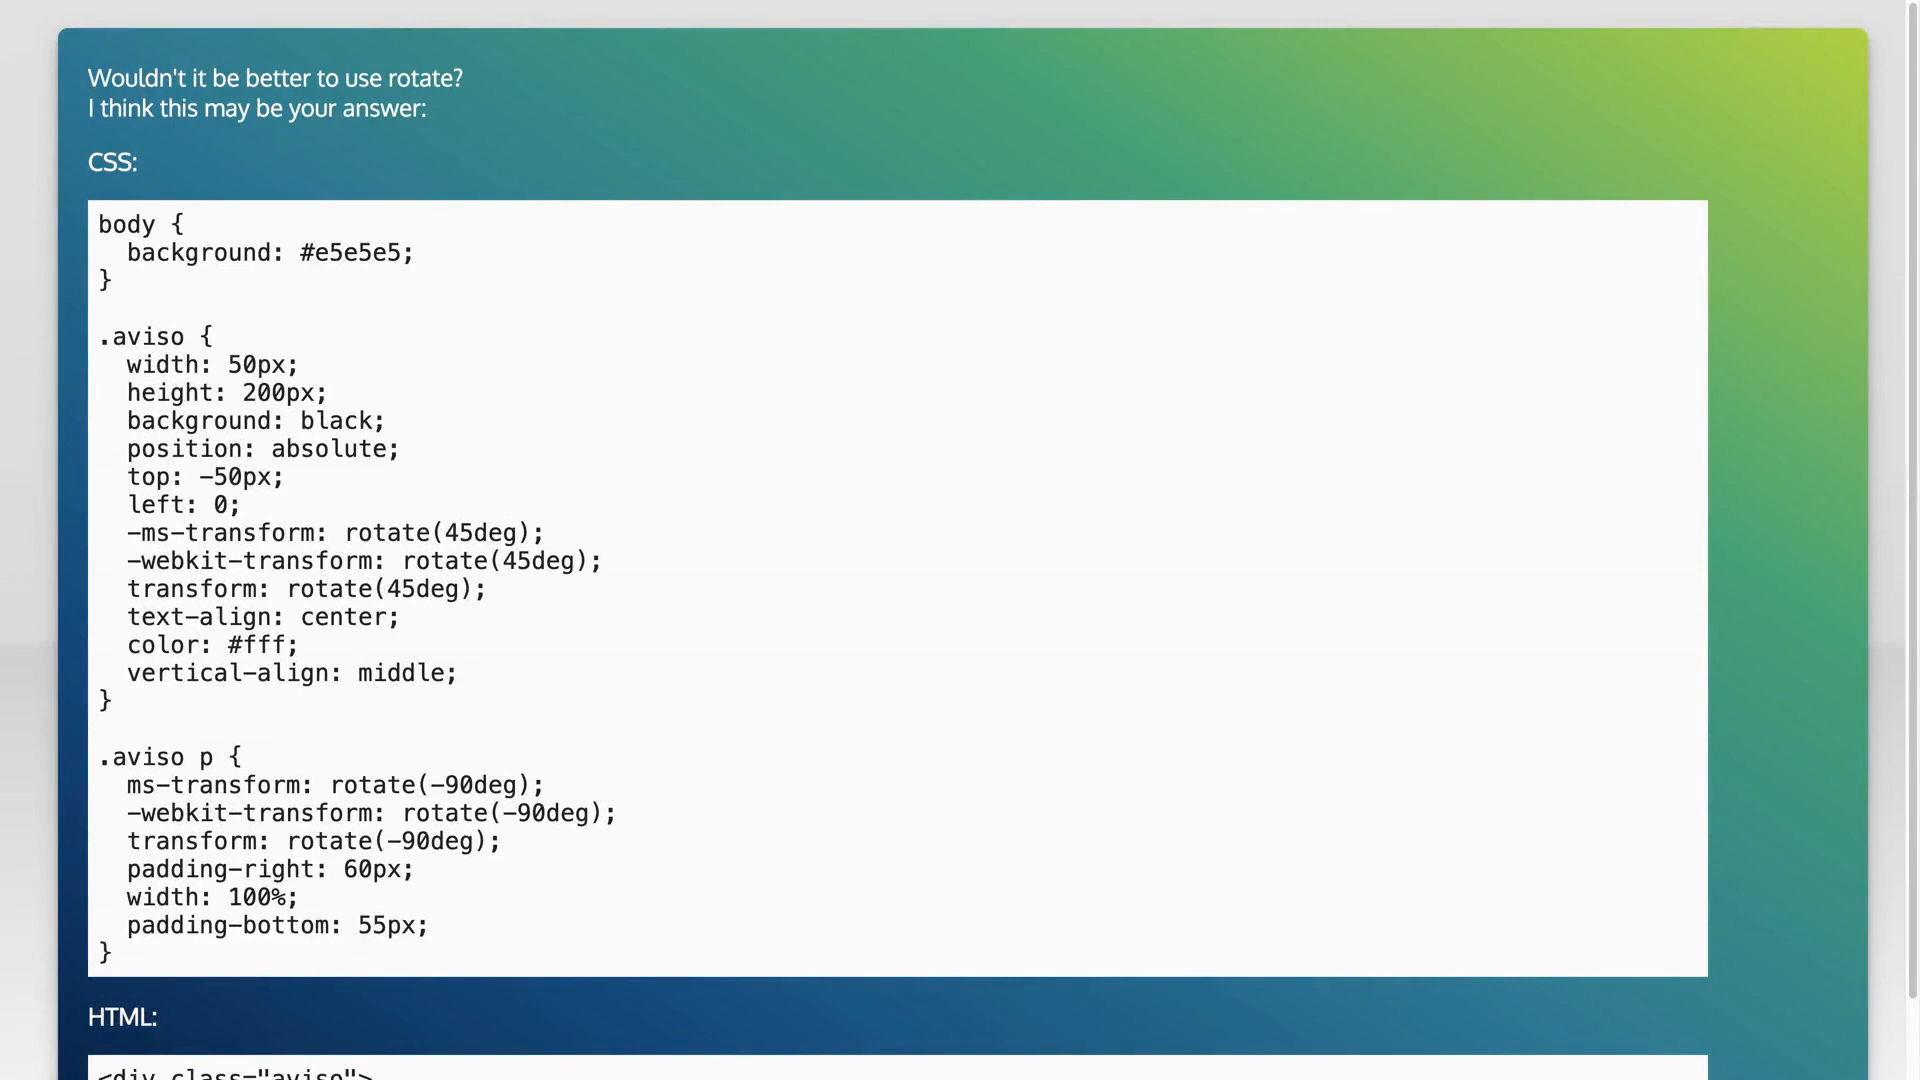 Wouldn't it be better to use rotate?
I think this may be your answer:
CSS:
body {
  background: #e5e5e5;
}
.aviso {
  width: 50px;
  height: 200px;
  background: black;
  position: absolute;
  top: -50px;
  left: 0;
  -ms-transform: rotate(45deg);
  -webkit-transform: rotate(45deg);
  transform: rotate(45deg);
  text-align: center;
  color: #fff;
  vertical-align: middle;
}
.aviso p {
  ms-transform: rotate(-90deg);
  -webkit-transform: rotate(-90deg);
  transform: rotate(-90deg);
  padding-right: 60px;
  width: 100%;
  padding-bottom: 55px;
}
HTML:
<div class="aviso">